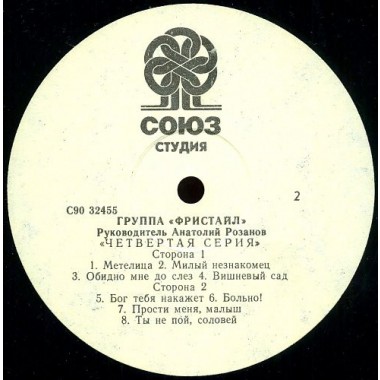 СОЮЗ
СТУДИЯ
С90 32455
2
ГРУППА «ФРИСТАЙЛ»
Руководитель Анатолий Розанов
«ЧЕТВЕРТАЯ СЕРИЯ»
Сторона 1
1. Метелица 2. Милый незнакомец
3. Обидно мне до слез 4. Вишневый сад
Сторона 2
5. Бог тебя накажет 6. Больно!
7. Прости меня, малыш
8. Ты не пой, соловей